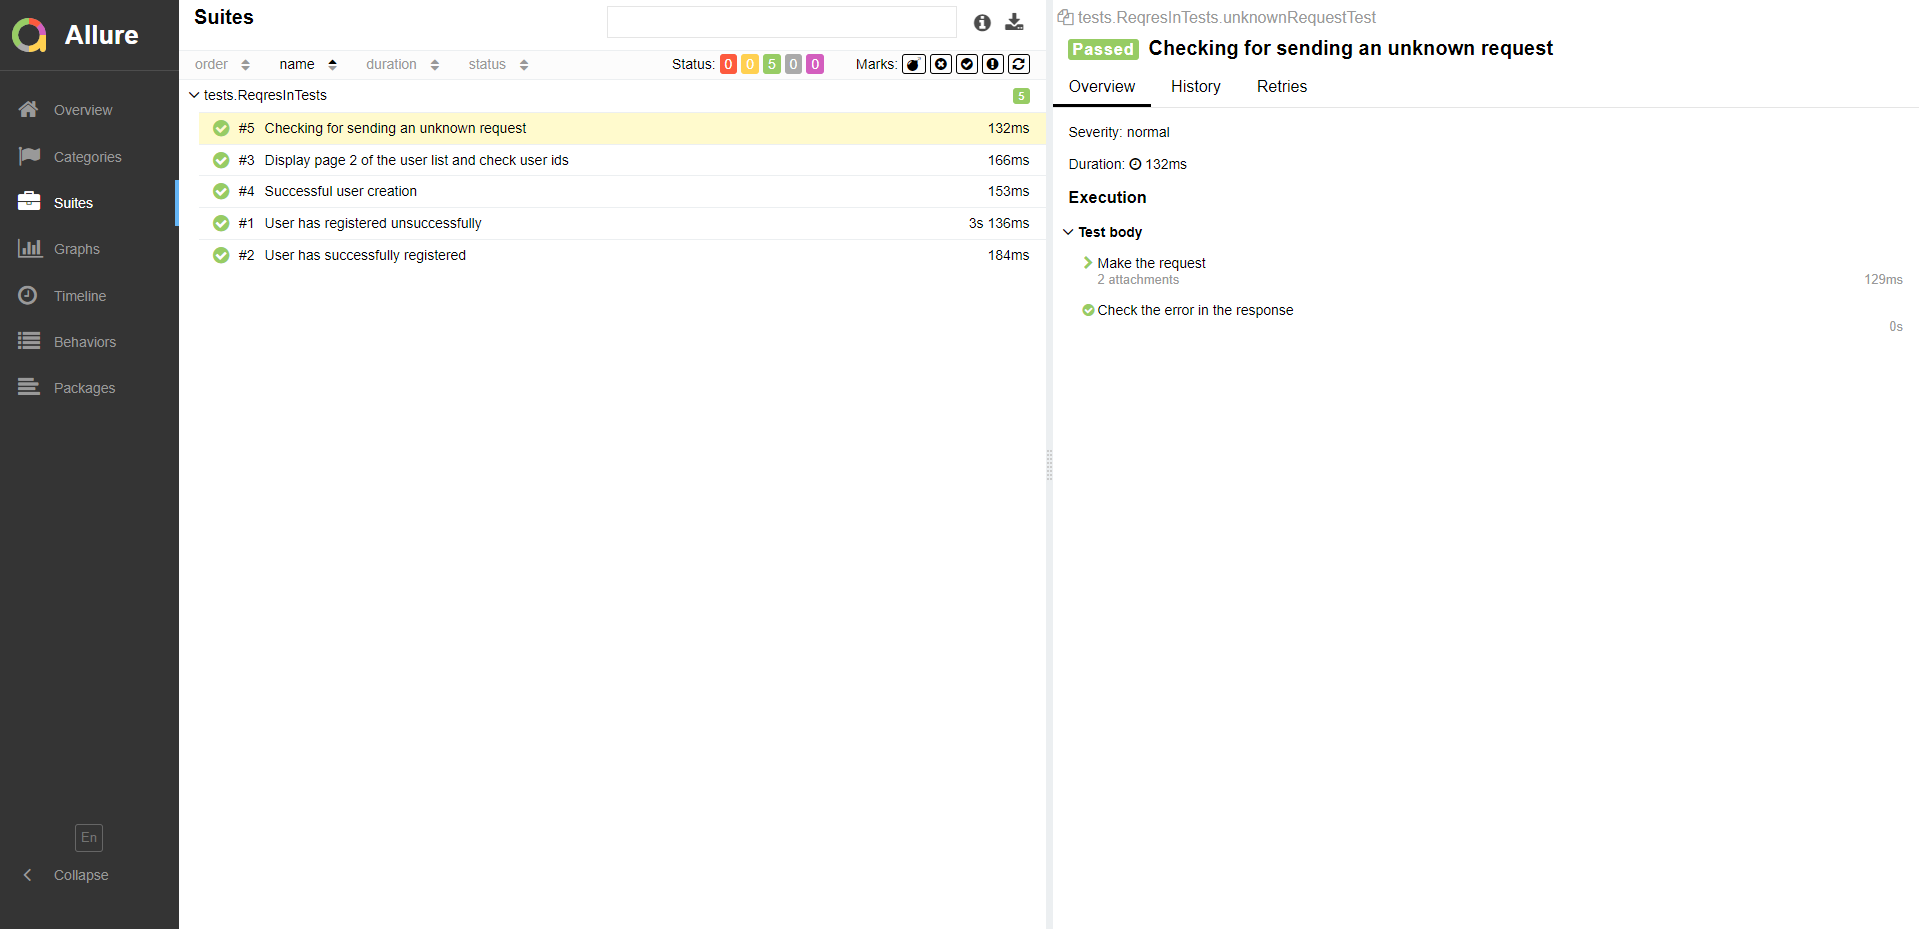 Allure
Overview
Categories
Suites
Graphs
Timeline
Behaviors
Packages
En
Collapse
Suites
order name duration status Status: 0 0 5 0 0 Marks:
tests.ReqresInTests 5
#5 Checking for sending an unknown request 132ms
#3 Display page 2 of the user list and check user ids 166ms
#4 Successful user creation 153ms
#1 User has registered unsuccessfully 3s 136ms
#2 User has successfully registered 184ms
tests.ReqresInTests.unknownRequestTest
Passed Checking for sending an unknown request
Overview History Retries
Severity: normal
Duration: 132ms
Execution
Test body
Make the request
2 attachments 129ms
Check the error in the response
0s